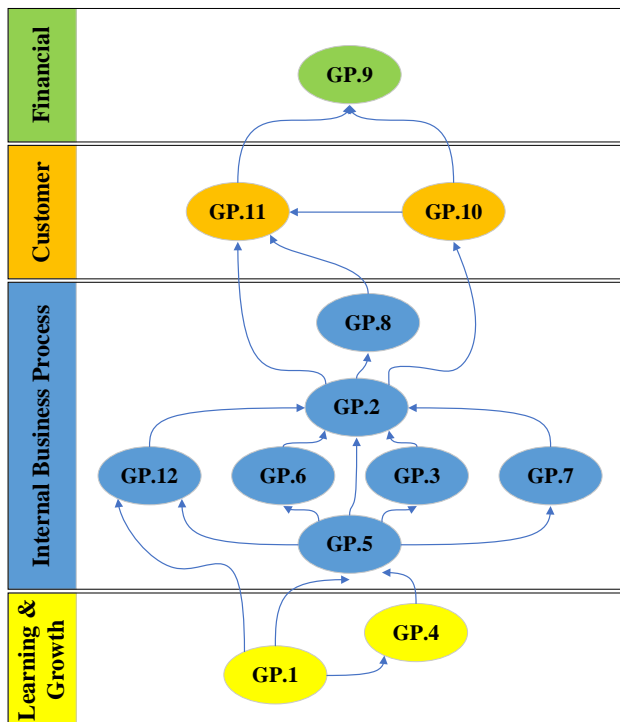 Financial
GP.9
Customer
GP.11
GP.10
Internal Business Process
GP.8
GP.2
GP.12
GP.6
GP.3
GP.7
GP.5
Learning &
Growth
GP.4
GP.1